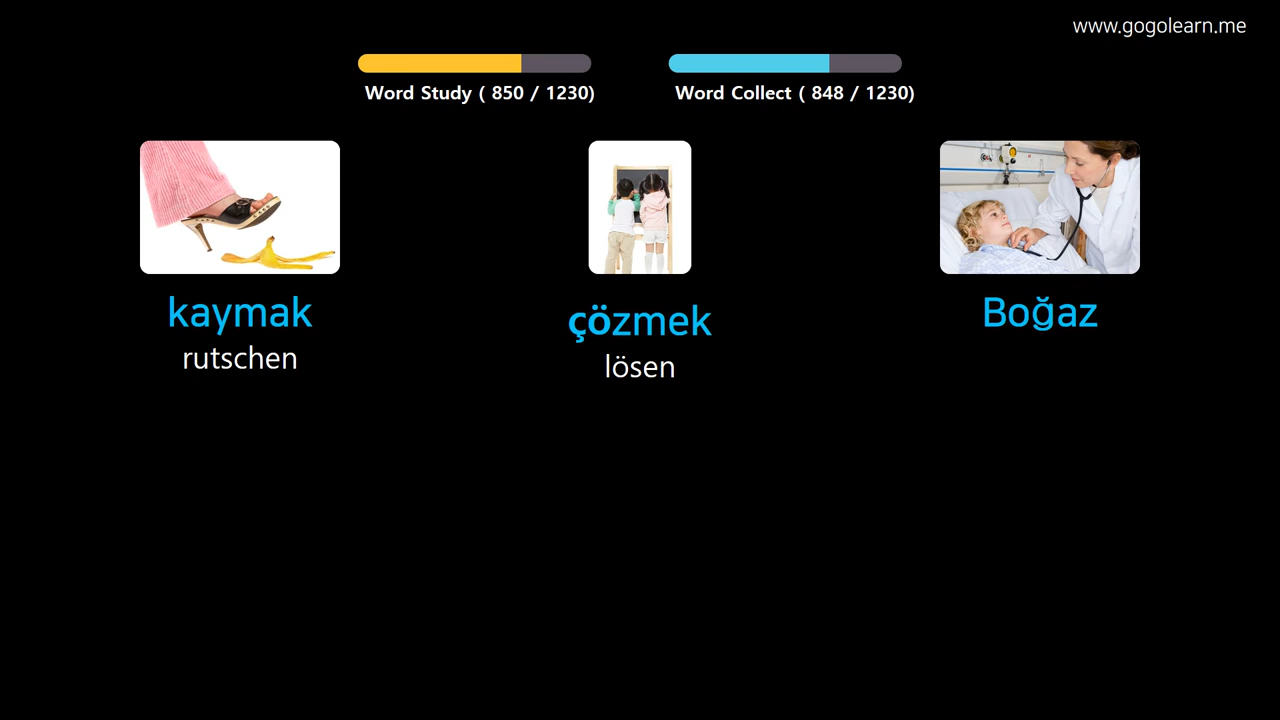 www.gogolearn.me
Word Study ( 850 / 1230)
Word Collect ( 848 / 1230)
kaymak
rutschen
çözmek
lösen
Boğaz